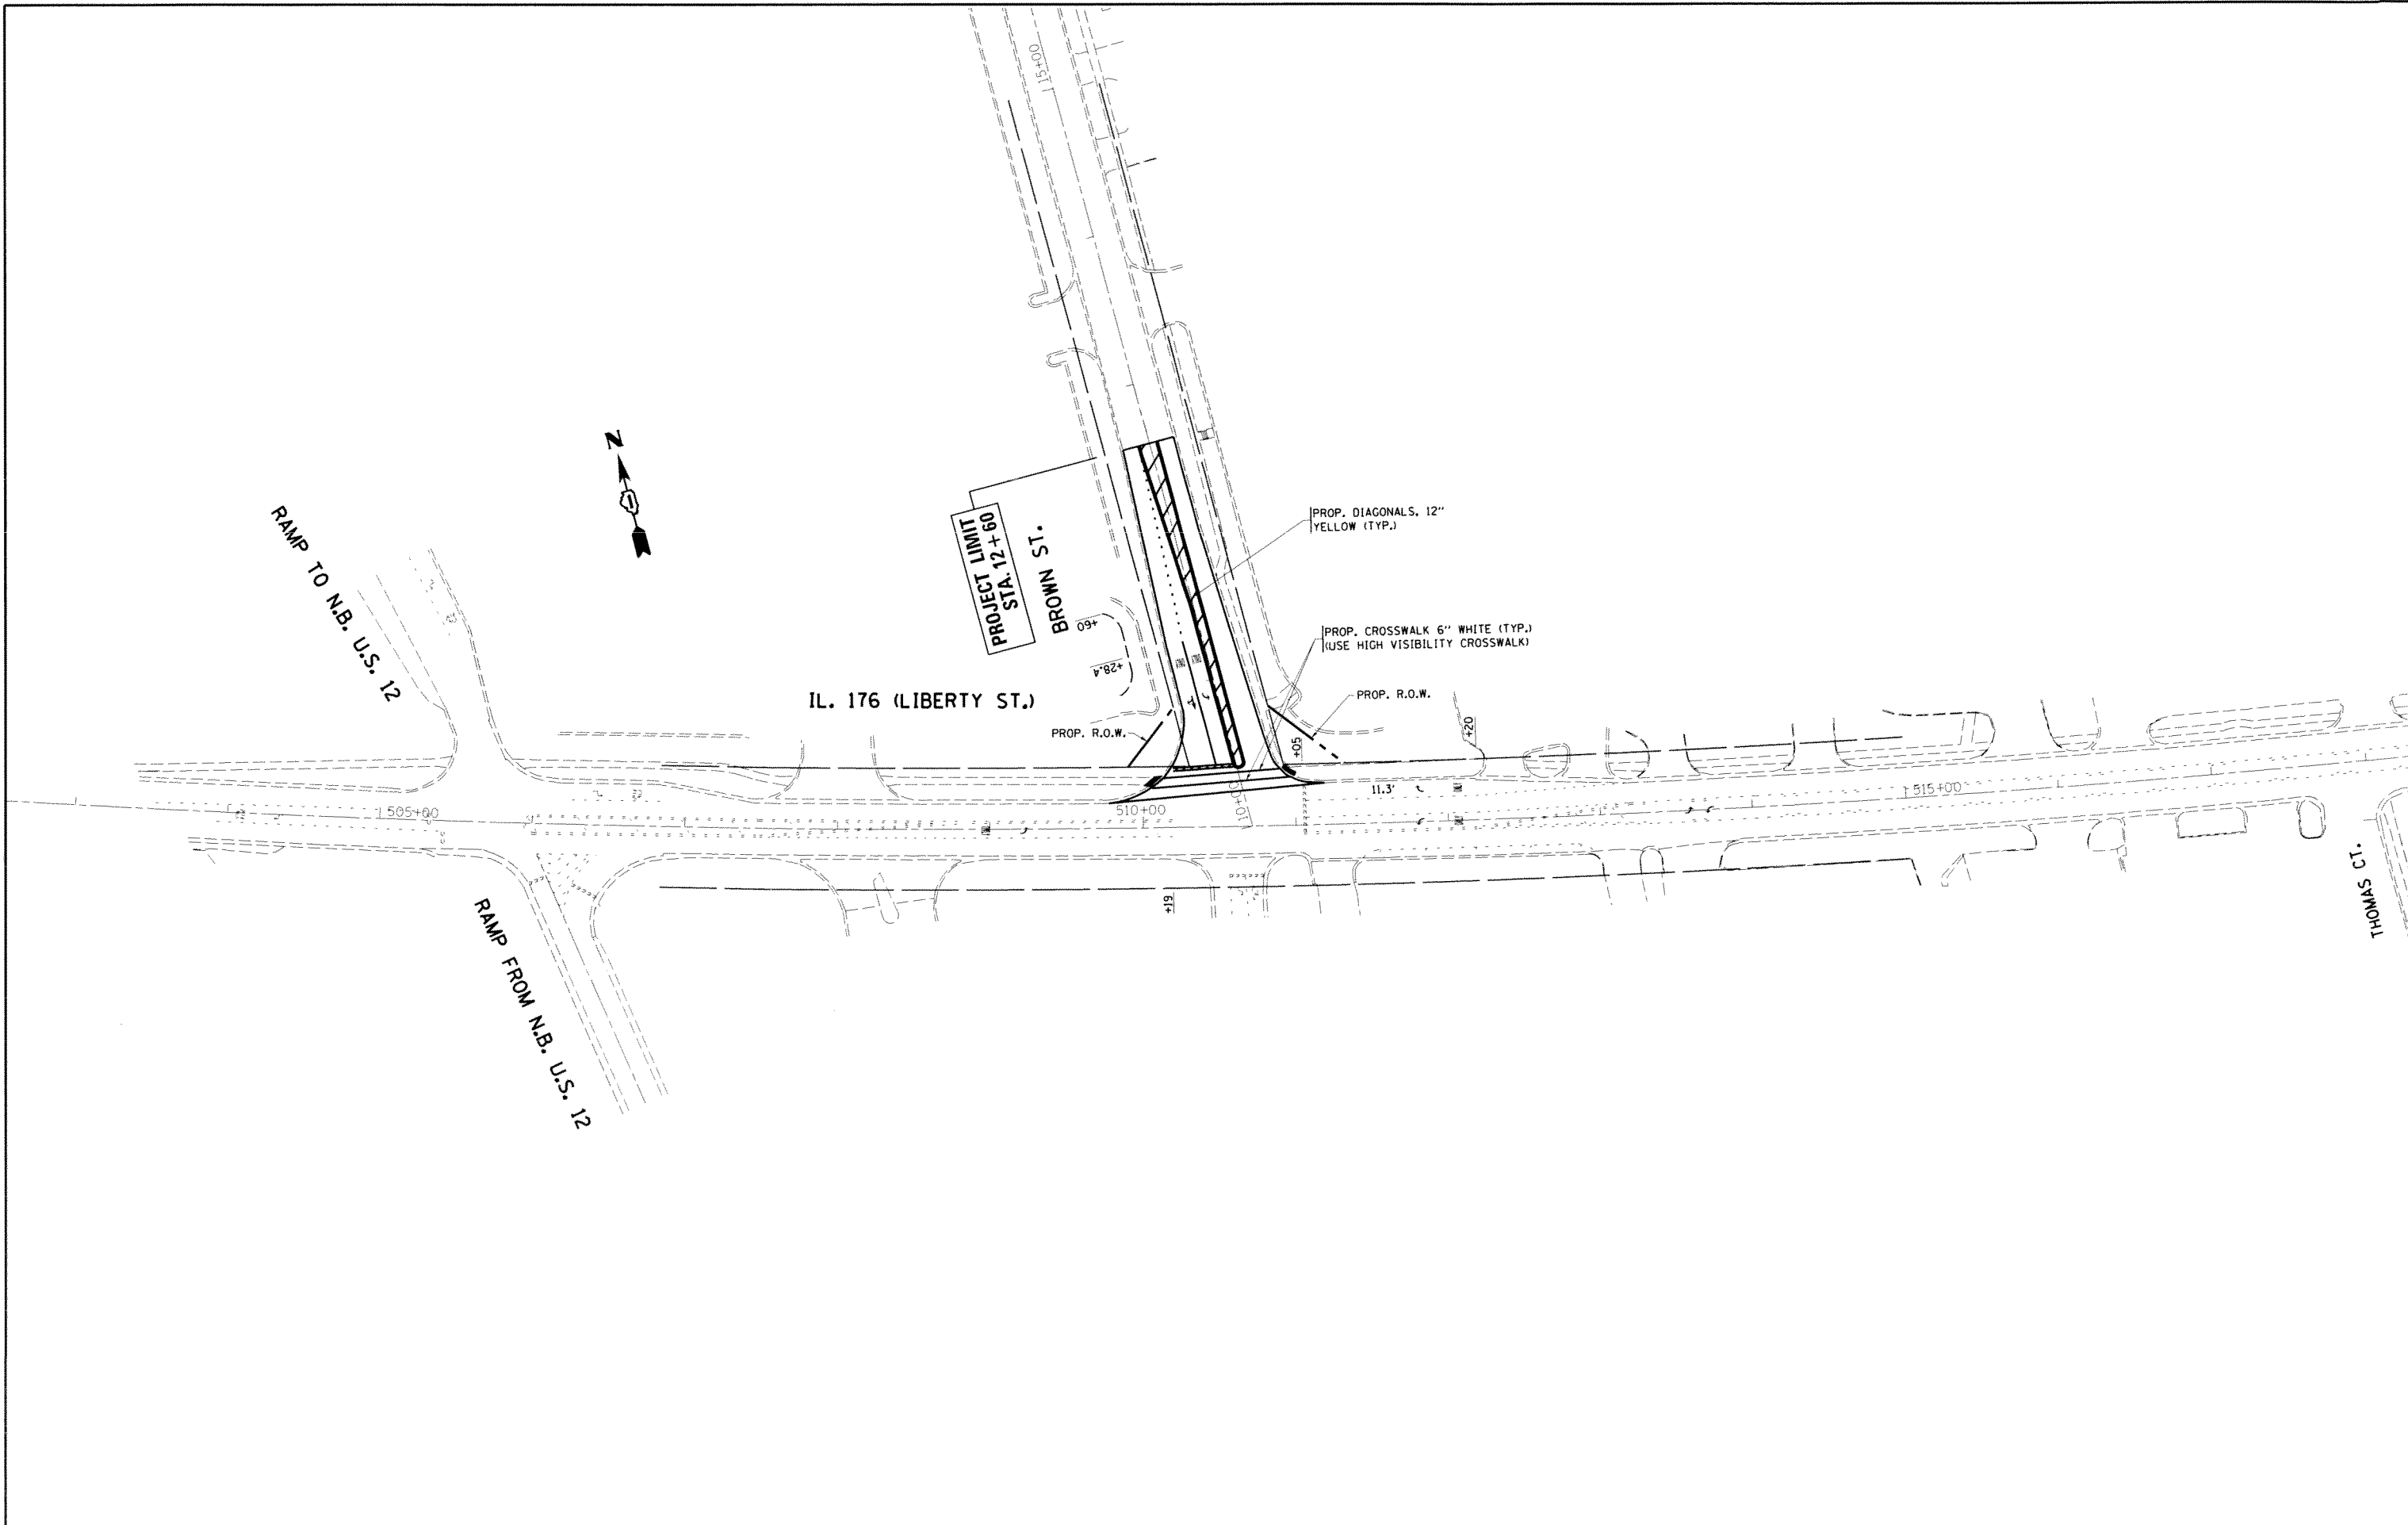 15+00
N
PROJECT LIMIT
STA. 12+60
BROWN ST.
RAMP TO N.B. U.S. 12
PROP. DIAGONALS, 12"
YELLOW (TYP.)
+60
+28.4
PROP. CROSSWALK 6" WHITE (TYP.)
(USE HIGH VISIBILITY CROSSWALK)
IL. 176 (LIBERTY ST.)
PROP. R.O.W.
PROP. R.O.W.
+05
+20
11.3'
505+00
510+00
10+00
515+00
+19
THOMAS CT.
RAMP FROM N.B. U.S. 12